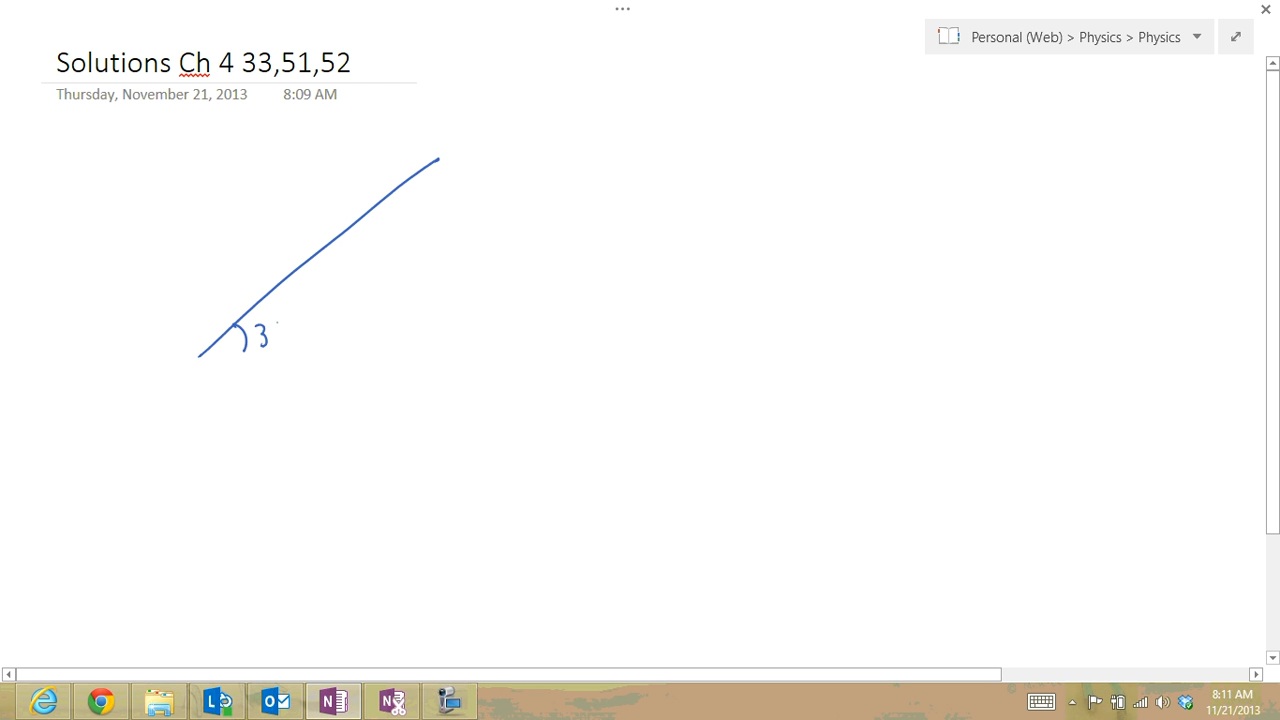 ...
Personal (Web) > Physics > Physics
Solutions Ch 4 33,51,52
Thursday, November 21, 2013 8:09 AM
3
8:11 AM
11/21/2013